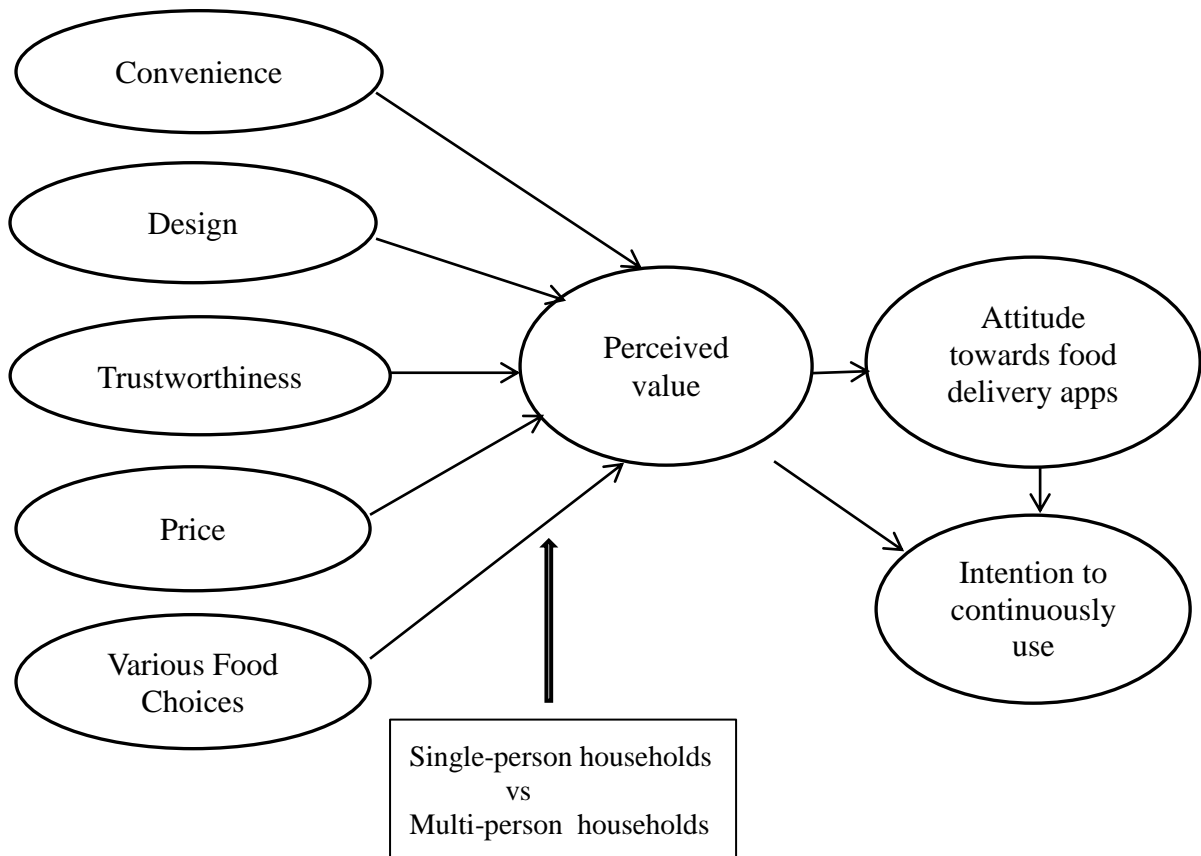 Convenience
Design
Trustworthiness
Price
Various Food
Choices
Perceived
value
Attitude
towards food
delivery apps
Intention to
continuously
use
Single-person households
vs
Multi-person households